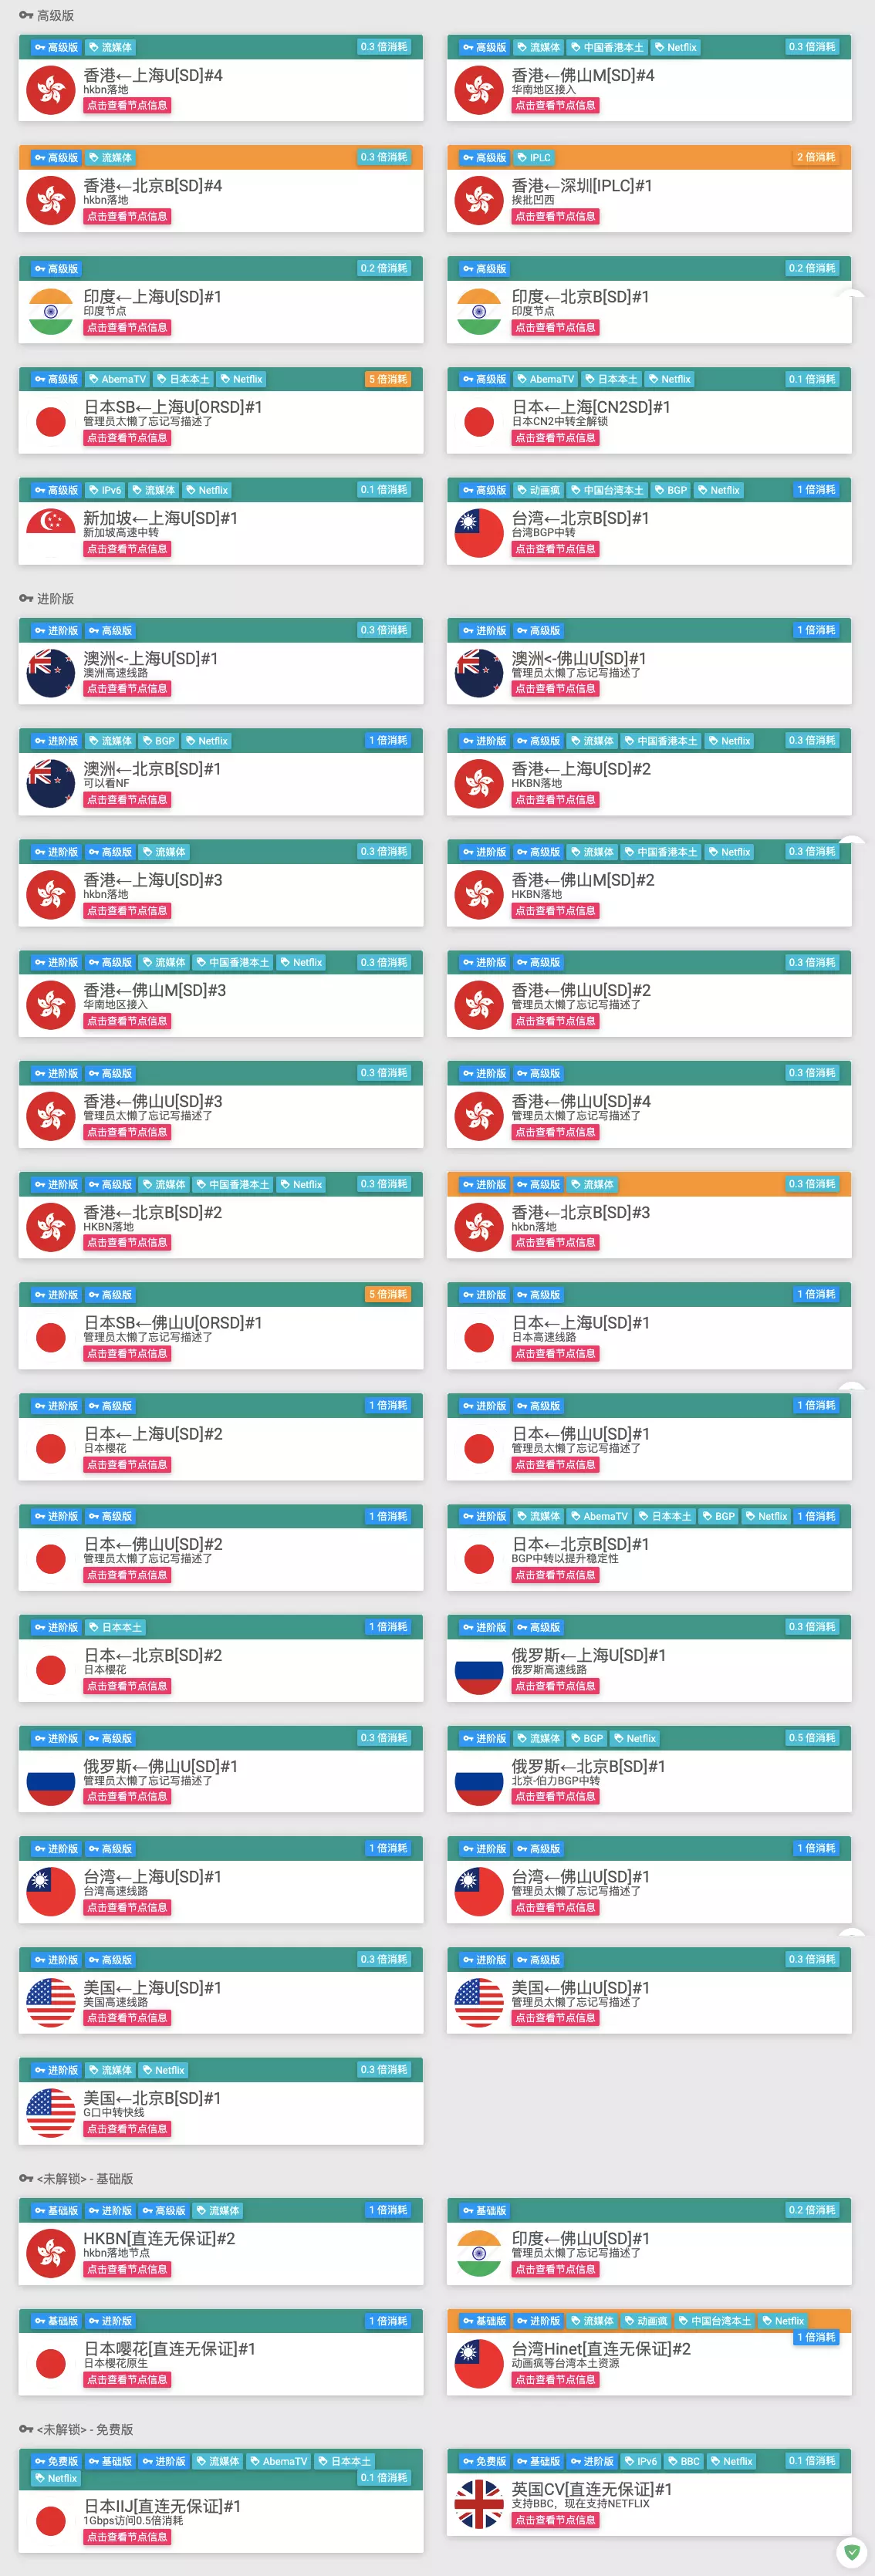 高级版
高级版 流媒体 0.3 倍消耗
香港←上海U[SD]#4
hkbn落地
点击查看节点信息
高级版 流媒体 中国香港本土 Netflix 0.3 倍消耗
香港←佛山M[SD]#4
华南地区接入
点击查看节点信息
高级版 流媒体 0.3 倍消耗
香港←北京B[SD]#4
hkbn落地
点击查看节点信息
高级版 IPLC 2 倍消耗
香港←深圳[IPLC]#1
挨批凹西
点击查看节点信息
高级版 0.2 倍消耗
印度←上海U[SD]#1
印度节点
点击查看节点信息
高级版 0.2 倍消耗
印度←北京B[SD]#1
印度节点
点击查看节点信息
高级版 AbemaTV 日本本土 Netflix 5 倍消耗
日本SB←上海U[ORSD]#1
管理员太懒了忘记写描述了
点击查看节点信息
高级版 AbemaTV 日本本土 Netflix 0.1 倍消耗
日本←上海[CN2SD]#1
日本CN2中转全解锁
点击查看节点信息
高级版 IPv6 流媒体 Netflix 0.1 倍消耗
新加坡←上海U[SD]#1
新加坡高速中转
点击查看节点信息
高级版 动画疯 中国台湾本土 BGP Netflix 1 倍消耗
台湾←北京B[SD]#1
台湾BGP中转
点击查看节点信息
进阶版
进阶版 高级版 0.3 倍消耗
澳洲<-上海U[SD]#1
澳洲高速线路
点击查看节点信息
进阶版 高级版 1 倍消耗
澳洲<-佛山U[SD]#1
管理员太懒了忘记写描述了
点击查看节点信息
进阶版 流媒体 BGP Netflix 1 倍消耗
澳洲←北京B[SD]#1
可以看NF
点击查看节点信息
进阶版 高级版 流媒体 中国香港本土 Netflix 0.3 倍消耗
香港←上海U[SD]#2
HKBN落地
点击查看节点信息
进阶版 高级版 流媒体 0.3 倍消耗
香港←上海U[SD]#3
hkbn落地
点击查看节点信息
进阶版 高级版 流媒体 中国香港本土 Netflix 0.3 倍消耗
香港←佛山M[SD]#2
HKBN落地
点击查看节点信息
进阶版 高级版 流媒体 中国香港本土 Netflix 0.3 倍消耗
香港←佛山M[SD]#3
华南地区接入
点击查看节点信息
进阶版 高级版 0.3 倍消耗
香港←佛山U[SD]#2
管理员太懒了忘记写描述了
点击查看节点信息
进阶版 高级版 0.3 倍消耗
香港←佛山U[SD]#3
管理员太懒了忘记写描述了
点击查看节点信息
进阶版 高级版 0.3 倍消耗
香港←佛山U[SD]#4
管理员太懒了忘记写描述了
点击查看节点信息
进阶版 高级版 流媒体 中国香港本土 Netflix 0.3 倍消耗
香港←北京B[SD]#2
HKBN落地
点击查看节点信息
进阶版 高级版 流媒体 0.3 倍消耗
香港←北京B[SD]#3
hkbn落地
点击查看节点信息
进阶版 高级版 5 倍消耗
日本SB←佛山U[ORSD]#1
管理员太懒了忘记写描述了
点击查看节点信息
进阶版 高级版 1 倍消耗
日本←上海U[SD]#1
日本高速线路
点击查看节点信息
进阶版 高级版 1 倍消耗
日本←上海U[SD]#2
日本樱花
点击查看节点信息
进阶版 高级版 1 倍消耗
日本←佛山U[SD]#1
管理员太懒了忘记写描述了
点击查看节点信息
进阶版 高级版 1 倍消耗
日本←佛山U[SD]#2
管理员太懒了忘记写描述了
点击查看节点信息
进阶版 流媒体 AbemaTV 日本本土 BGP Netflix 1 倍消耗
日本←北京B[SD]#1
BGP中转以提升稳定性
点击查看节点信息
进阶版 日本本土 1 倍消耗
日本←北京B[SD]#2
日本樱花
点击查看节点信息
进阶版 高级版 0.3 倍消耗
俄罗斯←上海U[SD]#1
俄罗斯高速线路
点击查看节点信息
进阶版 高级版 0.3 倍消耗
俄罗斯←佛山U[SD]#1
管理员太懒了忘记写描述了
点击查看节点信息
进阶版 流媒体 BGP Netflix 0.5 倍消耗
俄罗斯←北京B[SD]#1
北京-伯力BGP中转
点击查看节点信息
进阶版 高级版 1 倍消耗
台湾←上海U[SD]#1
台湾高速线路
点击查看节点信息
进阶版 高级版 1 倍消耗
台湾←佛山U[SD]#1
管理员太懒了忘记写描述了
点击查看节点信息
进阶版 高级版 0.3 倍消耗
美国←上海U[SD]#1
美国高速线路
点击查看节点信息
进阶版 高级版 0.3 倍消耗
美国←佛山U[SD]#1
管理员太懒了忘记写描述了
点击查看节点信息
进阶版 流媒体 Netflix 0.3 倍消耗
美国←北京B[SD]#1
G口中转快线
点击查看节点信息
<未解锁> - 基础版
基础版 进阶版 高级版 流媒体 1 倍消耗
HKBN[直连无保证]#2
hkbn落地节点
点击查看节点信息
基础版 0.2 倍消耗
印度←佛山U[SD]#1
管理员太懒了忘记写描述了
点击查看节点信息
基础版 进阶版 1 倍消耗
日本嘤花[直连无保证]#1
日本樱花原生
点击查看节点信息
基础版 进阶版 流媒体 动画疯 中国台湾本土 Netflix
1 倍消耗
台湾Hinet[直连无保证]#2
动画疯等台湾本土资源
点击查看节点信息
<未解锁> - 免费版
免费版 基础版 进阶版 流媒体 AbemaTV 日本本土
Netflix 0.1 倍消耗
日本IIJ[直连无保证]#1
1Gbps访问0.5倍消耗
点击查看节点信息
免费版 基础版 进阶版 IPv6 BBC Netflix 0.1 倍消耗
英国CV[直连无保证]#1
支持BBC，现在支持NETFLIX
点击查看节点信息